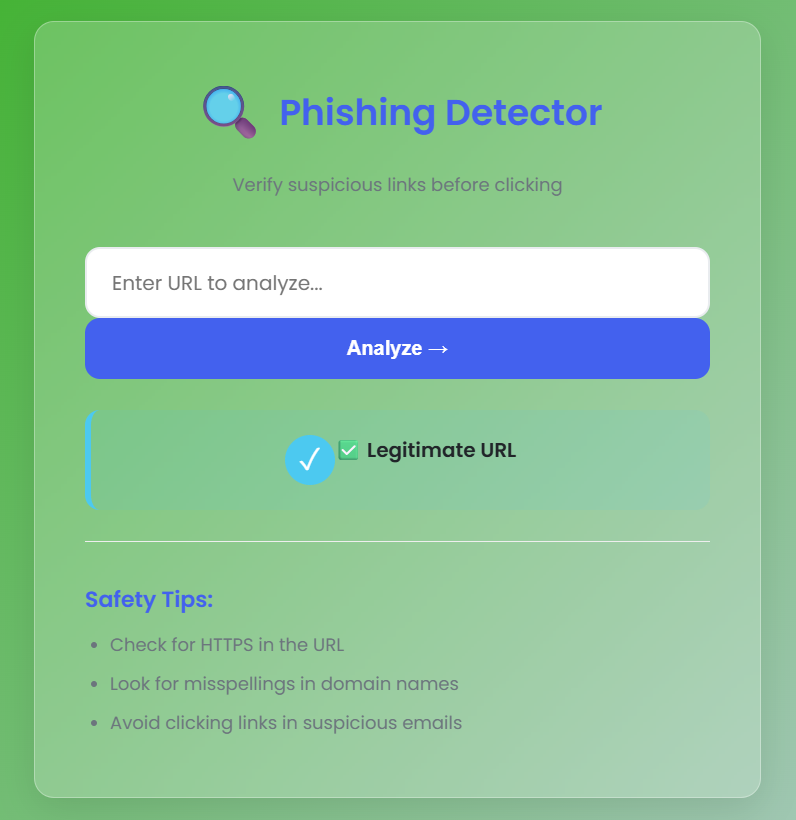 Phishing Detector
Verify suspicious links before clicking
Enter URL to analyze...
Analyze →
✓ ✅ Legitimate URL
Safety Tips:
• Check for HTTPS in the URL
• Look for misspellings in domain names
• Avoid clicking links in suspicious emails